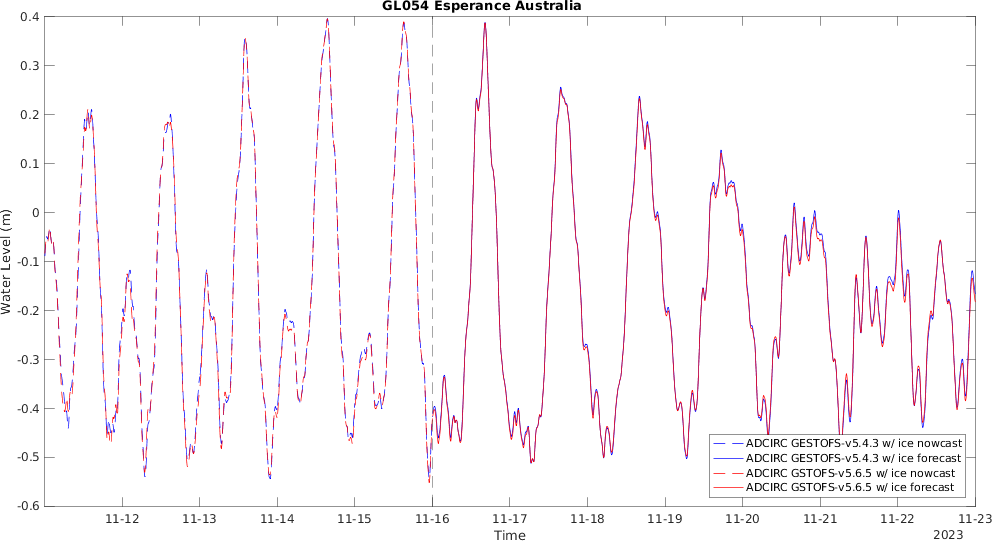 GL054 Esperance Australia
0.4
0.3
0.2
0.1
0
-0.1
-0.2
-0.3
-0.4
-0.5
-0.6
Water Level (m)
ADCIRC GESTOFS-v5.4.3 w/ ice nowcast
ADCIRC GESTOFS-v5.4.3 w/ ice forecast
ADCIRC GSTOFS-v5.6.5 w/ ice nowcast
ADCIRC GSTOFS-v5.6.5 w/ ice forecast
11-12 11-13 11-14 11-15 11-16 11-17 11-18 11-19 11-20 11-21 11-22 11-23
Time
2023